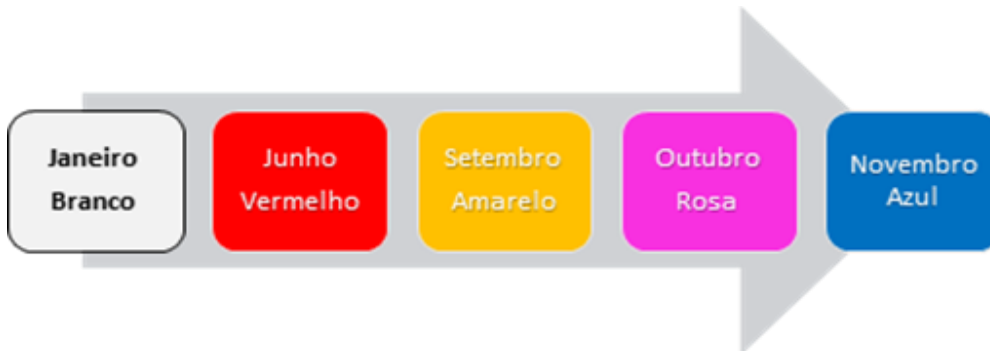 Janeiro
Branco
Junho
Vermelho
Setembro
Amarelo
Outubro
Rosa
Novembro
Azul